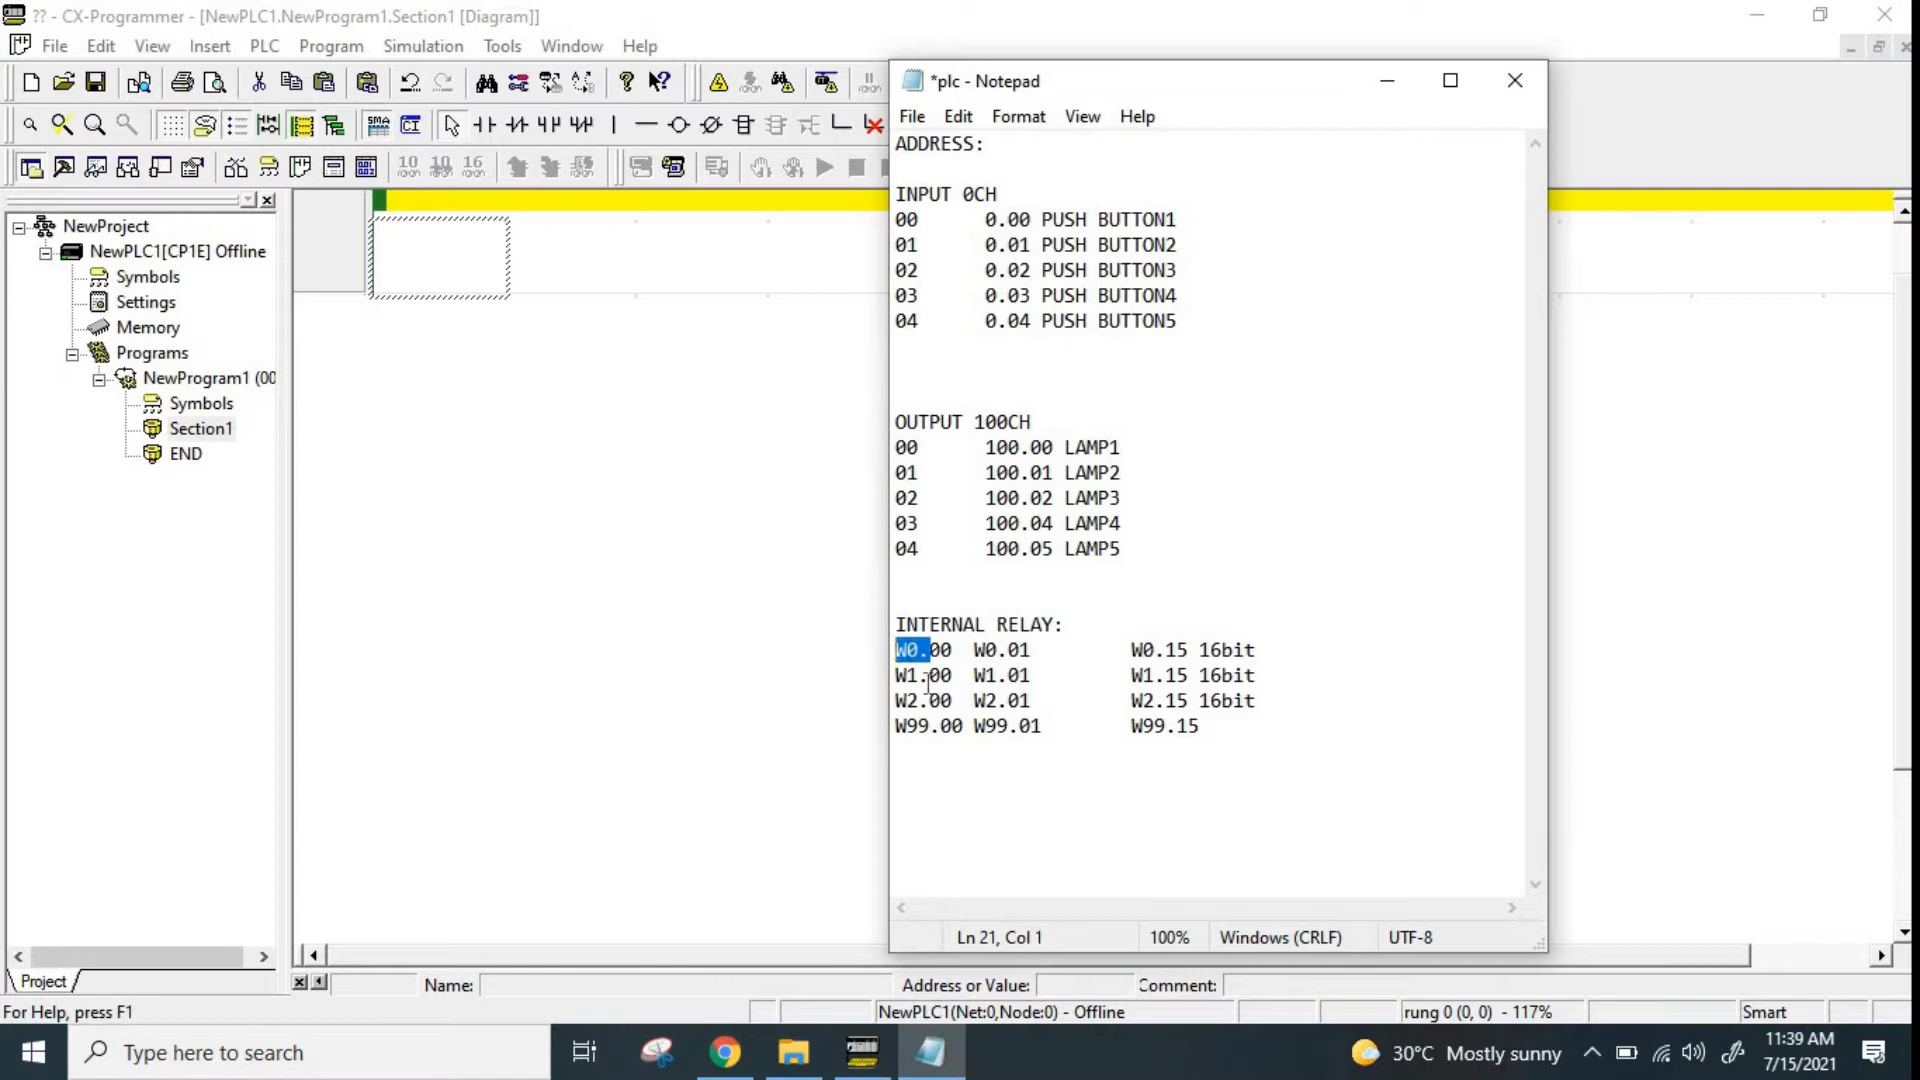 ?? - CX-Programmer - [NewPLC1.NewProgram1.Section1 [Diagram]]
File Edit View Insert PLC Program Simulation Tools Window Help
10 10 16
NewProject
NewPLC1[CP1E] Offline
Symbols
Settings
Memory
Programs
NewProgram1 (00
Symbols
Section1
END
Project
*plc - Notepad
File Edit Format View Help
ADDRESS:
INPUT 0CH
00 0.00 PUSH BUTTON1
01 0.01 PUSH BUTTON2
02 0.02 PUSH BUTTON3
03 0.03 PUSH BUTTON4
04 0.04 PUSH BUTTON5
OUTPUT 100CH
00 100.00 LAMP1
01 100.01 LAMP2
02 100.02 LAMP3
03 100.04 LAMP4
04 100.05 LAMP5
INTERNAL RELAY:
W0.00 W0.01 W0.15 16bit
W1.00 W1.01 W1.15 16bit
W2.00 W2.01 W2.15 16bit
W99.00 W99.01 W99.15
Ln 21, Col 1 100% Windows (CRLF) UTF-8
Name: Address or Value: Comment:
For Help, press F1 NewPLC1(Net:0,Node:0) - Offline rung 0 (0, 0) - 117% Smart
Type here to search
30°C Mostly sunny
11:39 AM
7/15/2021